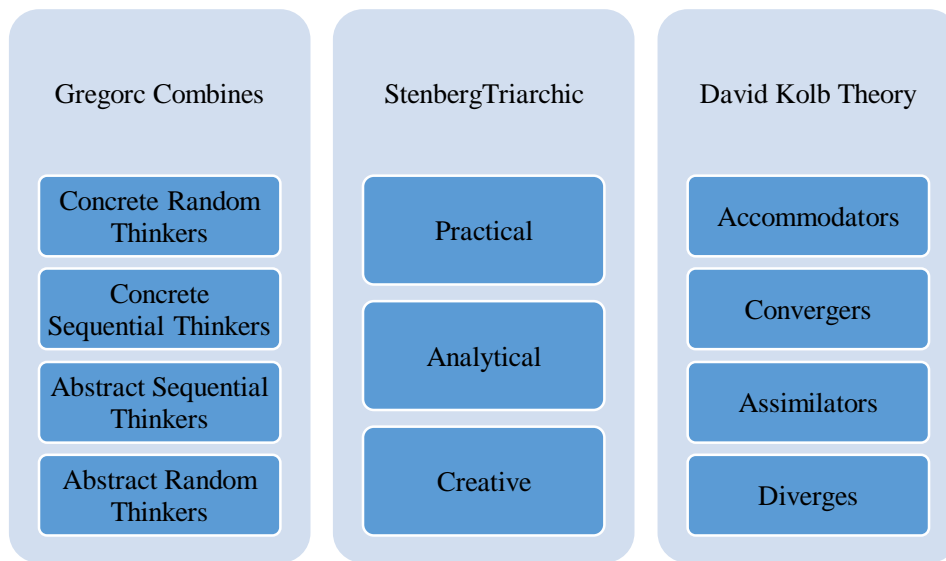 Gregorc Combines
Concrete Random
Thinkers
Concrete
Sequential Thinkers
Abstract Sequential
Thinkers
Abstract Random
Thinkers
StenbergTriarchic
Practical
Analytical
Creative
David Kolb Theory
Accommodators
Convergers
Assimilators
Diverges